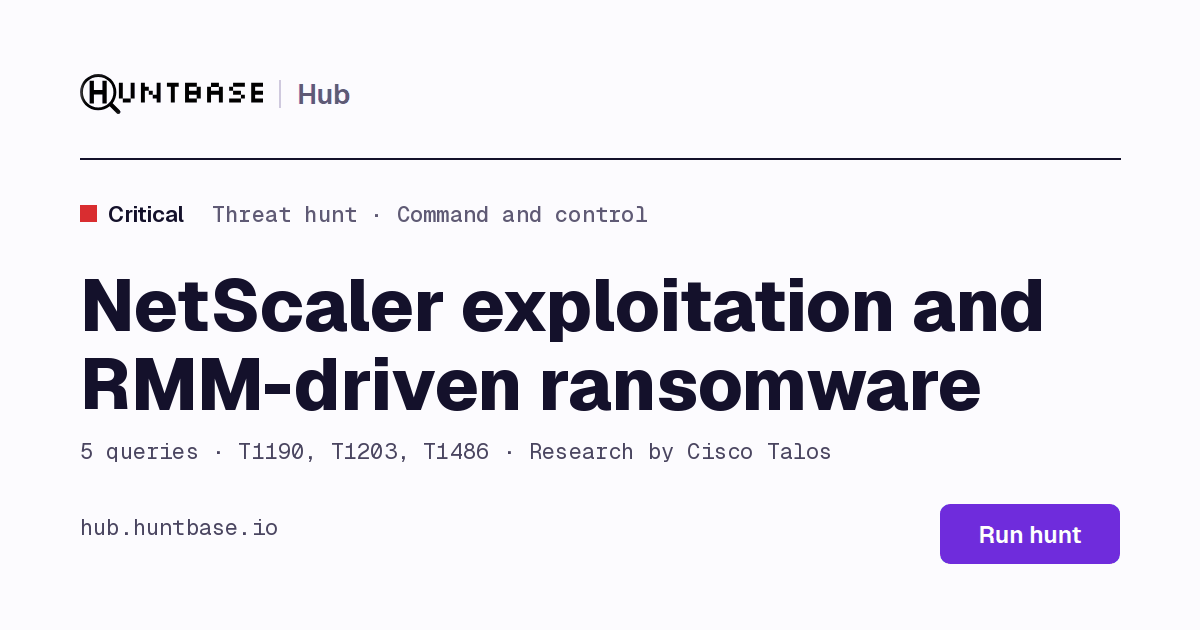 HUNTBASE | Hub
Critical Threat hunt · Command and control
NetScaler exploitation and
RMM-driven ransomware
5 queries · T1190, T1203, T1486 · Research by Cisco Talos
hub.huntbase.io
Run hunt